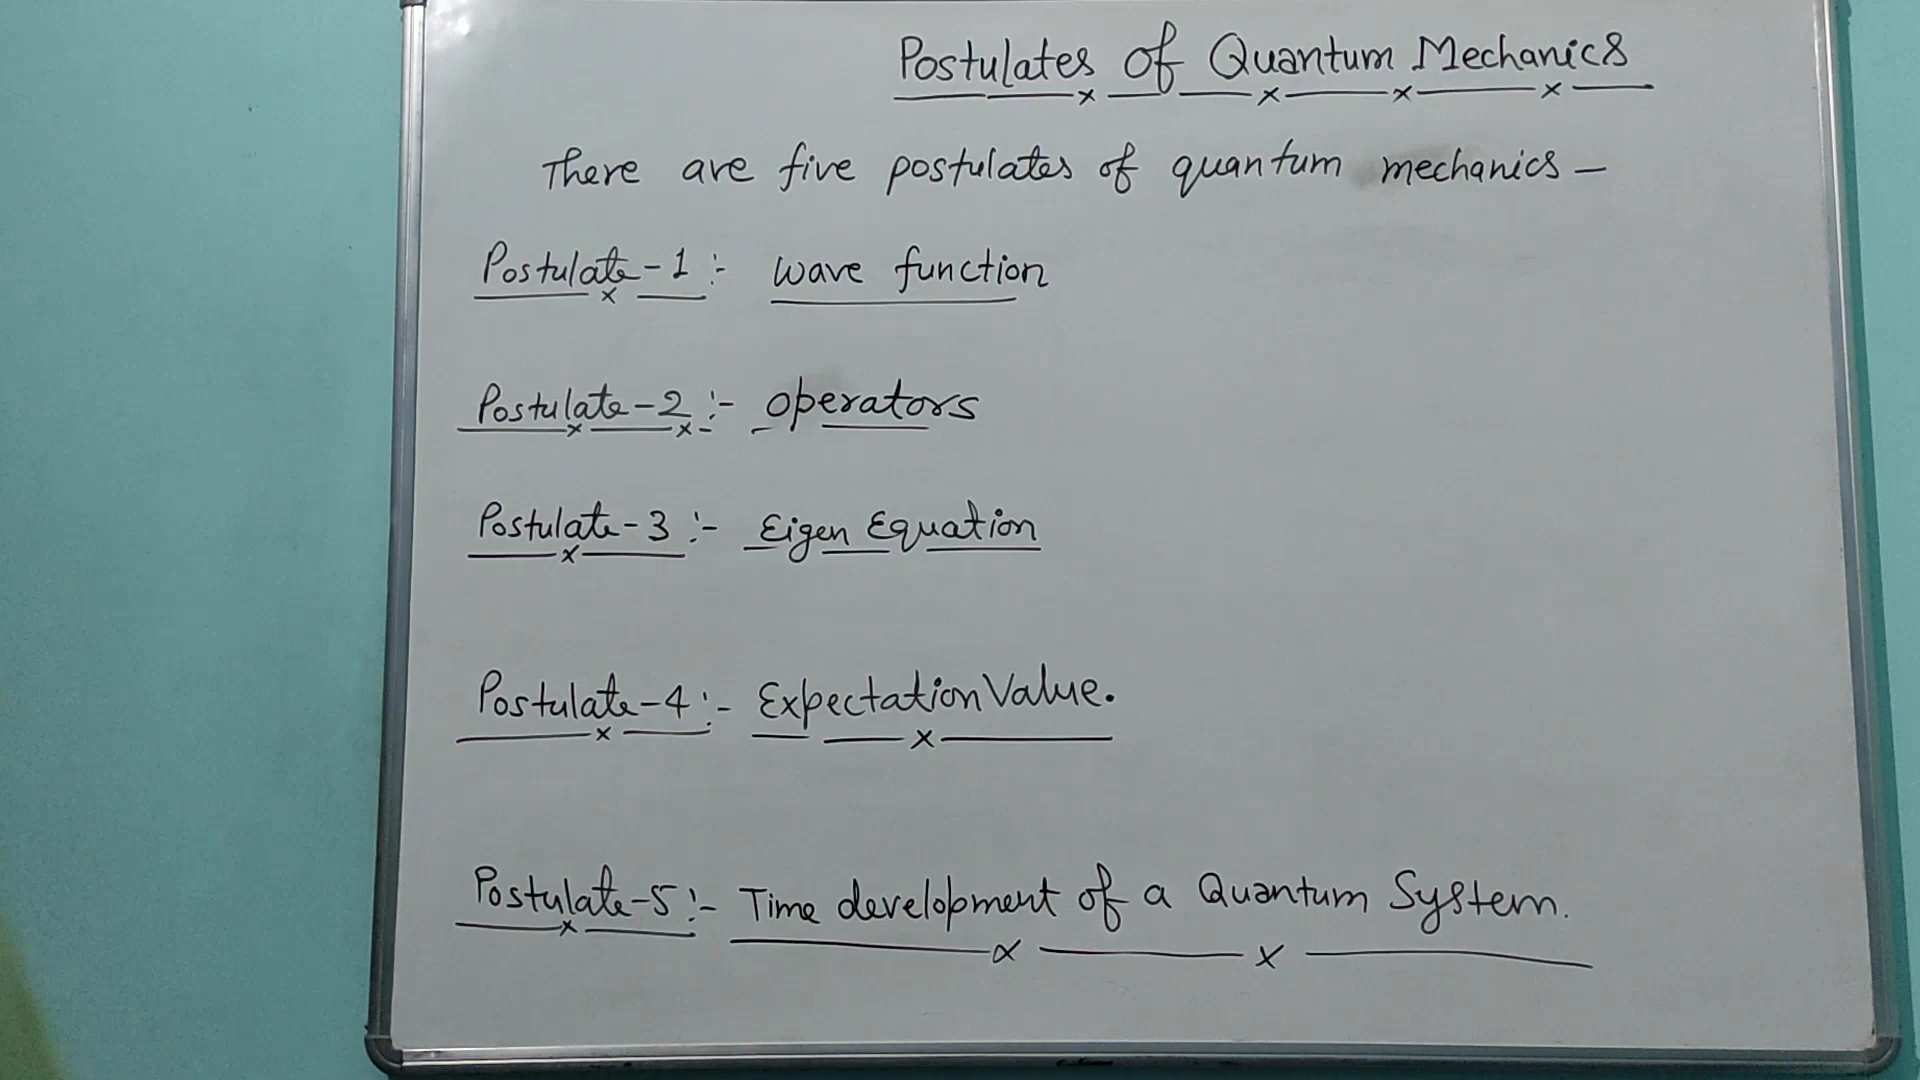 Postulates of Quantum Mechanics
There are five postulates of quantum mechanics –
Postulate-1 :- wave function
Postulate-2 :- operators
Postulate-3 :- Eigen Equation
Postulate-4 :- Expectation Value.
Postulate-5 :- Time development of a Quantum System.